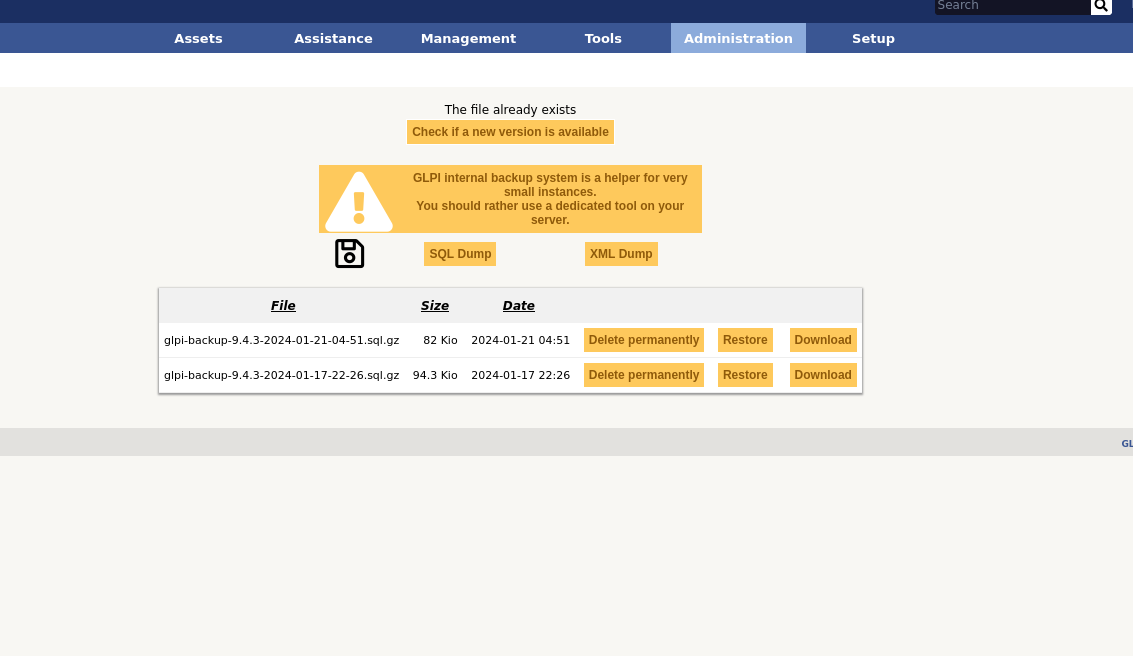 Search
Assets Assistance Management Tools Administration Setup
The file already exists
Check if a new version is available
GLPI internal backup system is a helper for very
small instances.
You should rather use a dedicated tool on your
server.
SQL Dump XML Dump
File Size Date
glpi-backup-9.4.3-2024-01-21-04-51.sql.gz 82 Kio 2024-01-21 04:51 Delete permanently Restore Download
glpi-backup-9.4.3-2024-01-17-22-26.sql.gz 94.3 Kio 2024-01-17 22:26 Delete permanently Restore Download